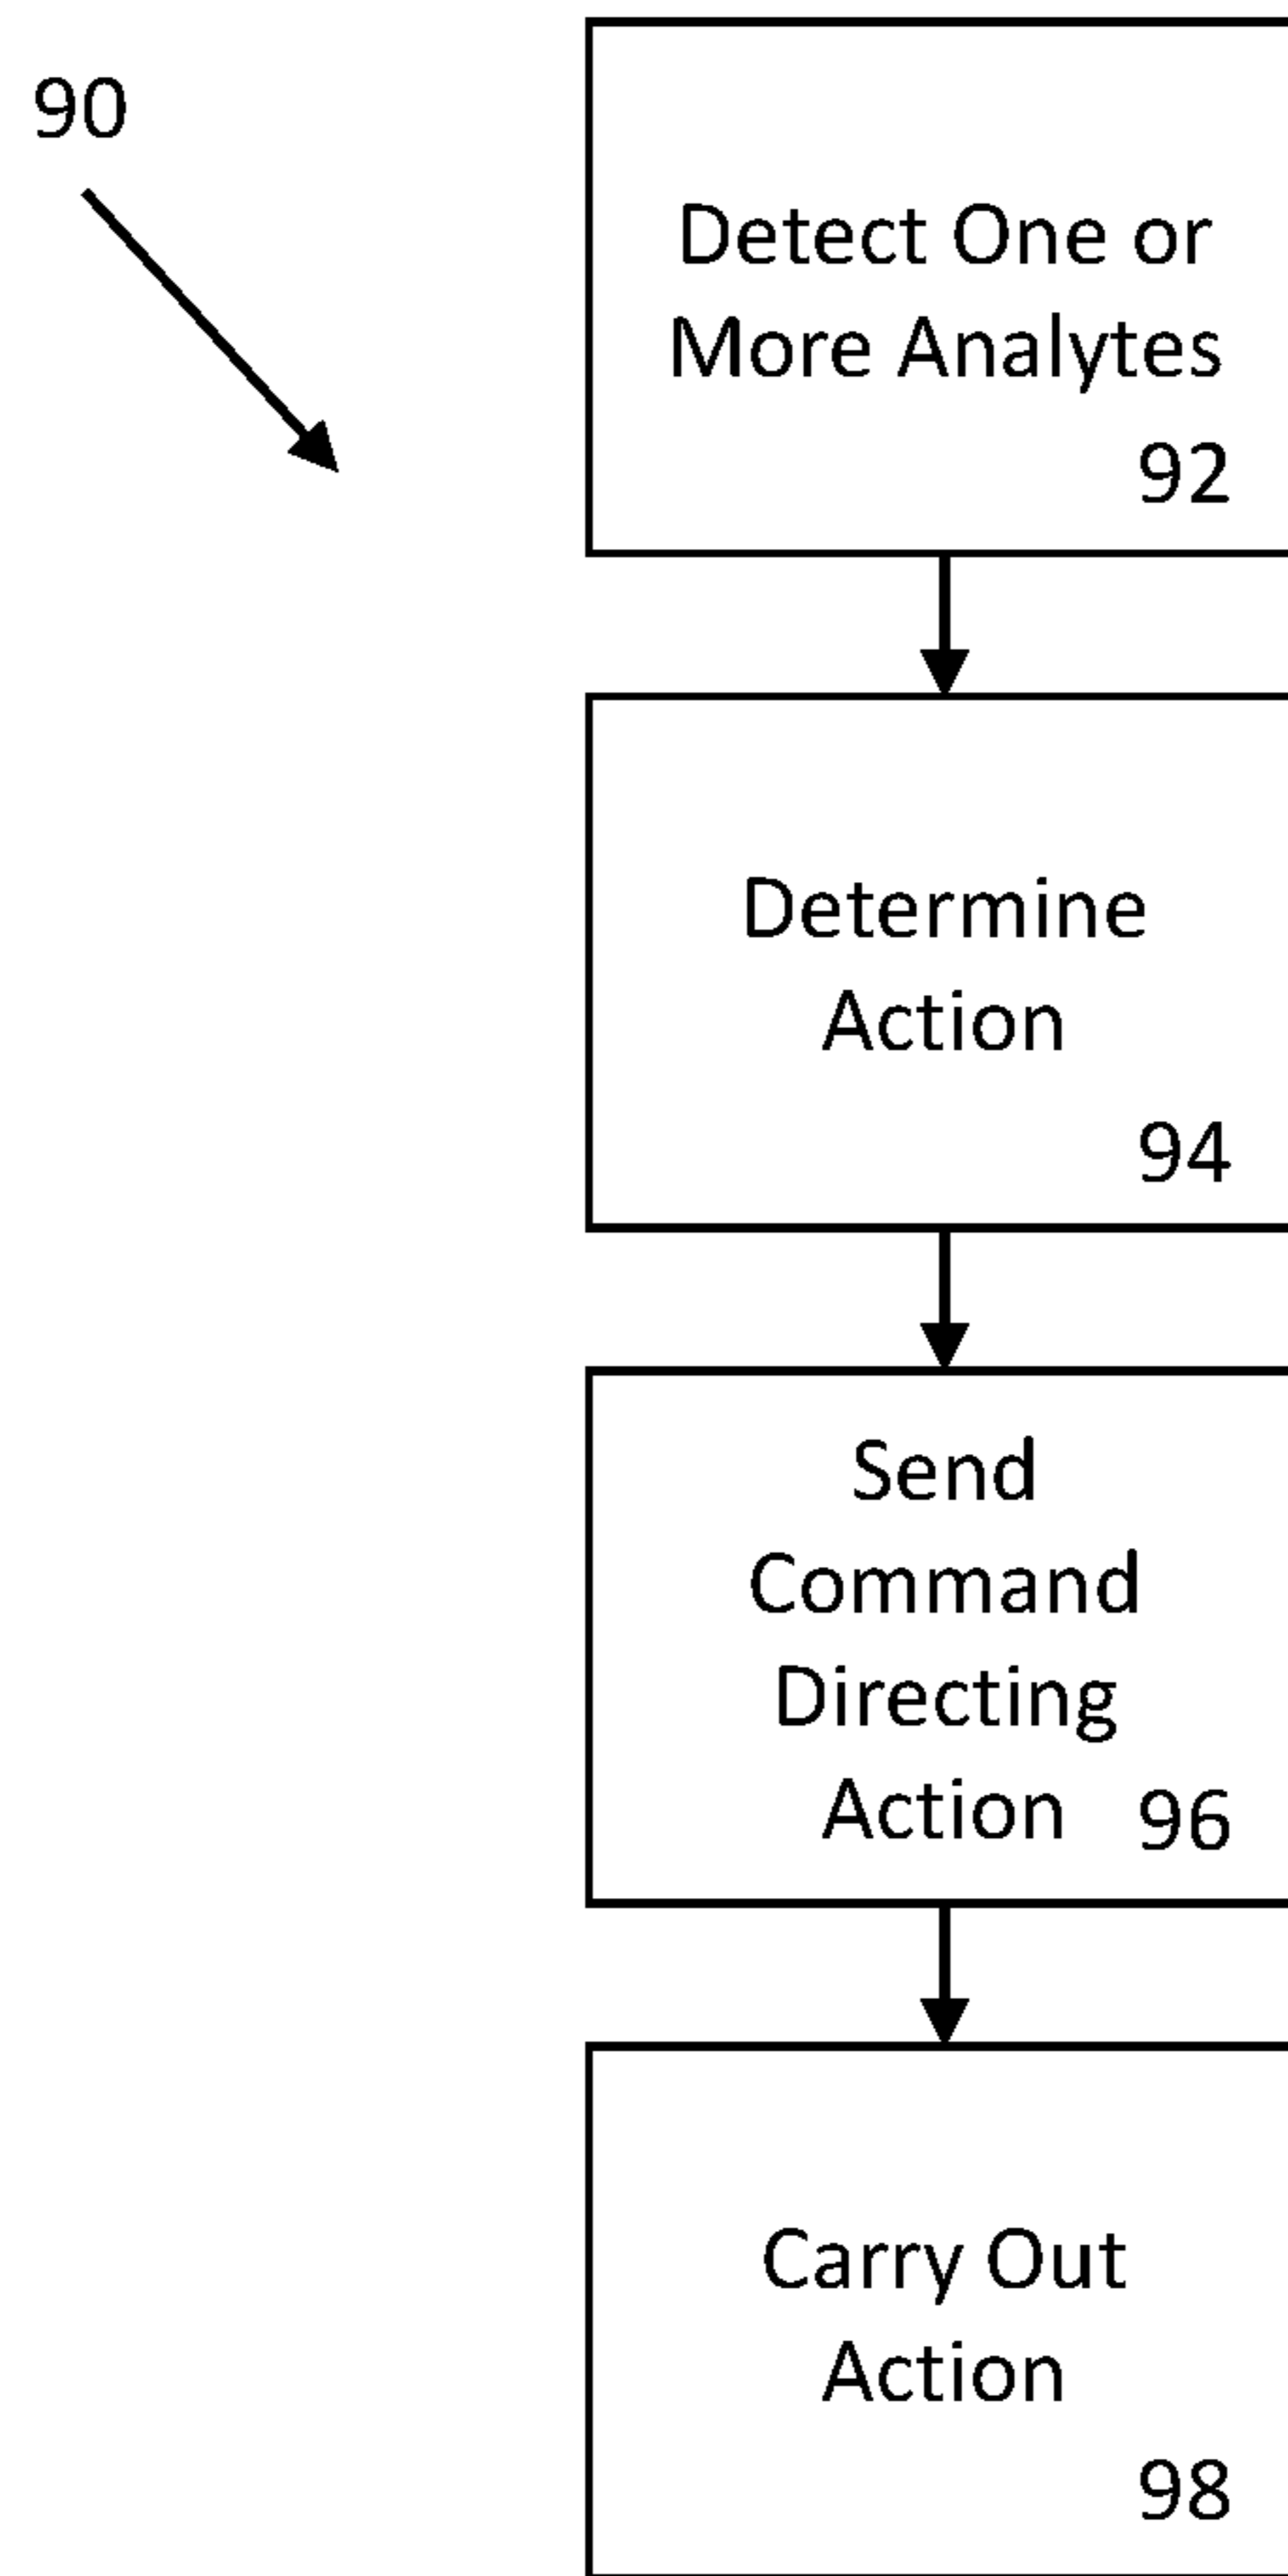 90
Detect One or
More Analytes
92
Determine
Action
94
Send
Command
Directing
Action 96
Carry Out
Action
98